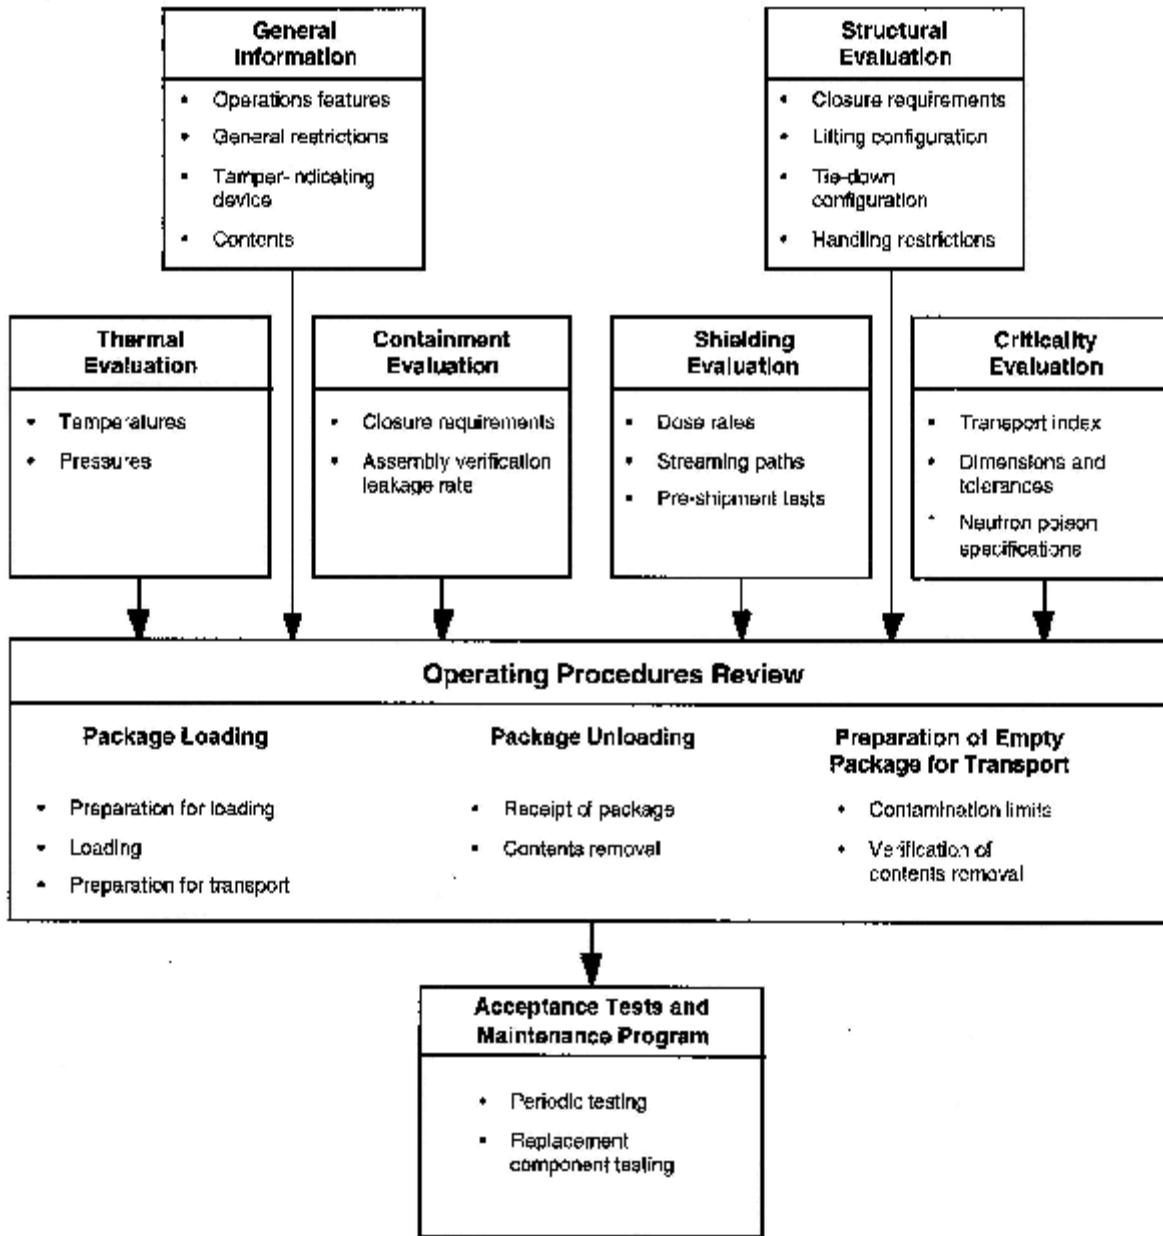 General
Information
• Operations features
• General restrictions
• Tamper-indicating
device
• Contents
Structural
Evaluation
• Closure requirements
• Lifting configuration
• Tie-down
configuration
• Handling restrictions
Thermal
Evaluation
• Temperatures
• Pressures
Containment
Evaluation
• Closure requirements
• Assembly verification
leakage rate
Shielding
Evaluation
• Dose rates
• Streaming paths
• Pre-shipment tests
Criticality
Evaluation
• Transport index
• Dimensions and
tolerances
• Neutron poison
specifications
Operating Procedures Review
Package Loading
• Preparation for loading
• Loading
• Preparation for transport
Package Unloading
• Receipt of package
• Contents removal
Preparation of Empty
Package for Transport
• Contamination limits
• Verification of
contents removal
Acceptance Tests and
Maintenance Program
• Periodic testing
• Replacement
component testing